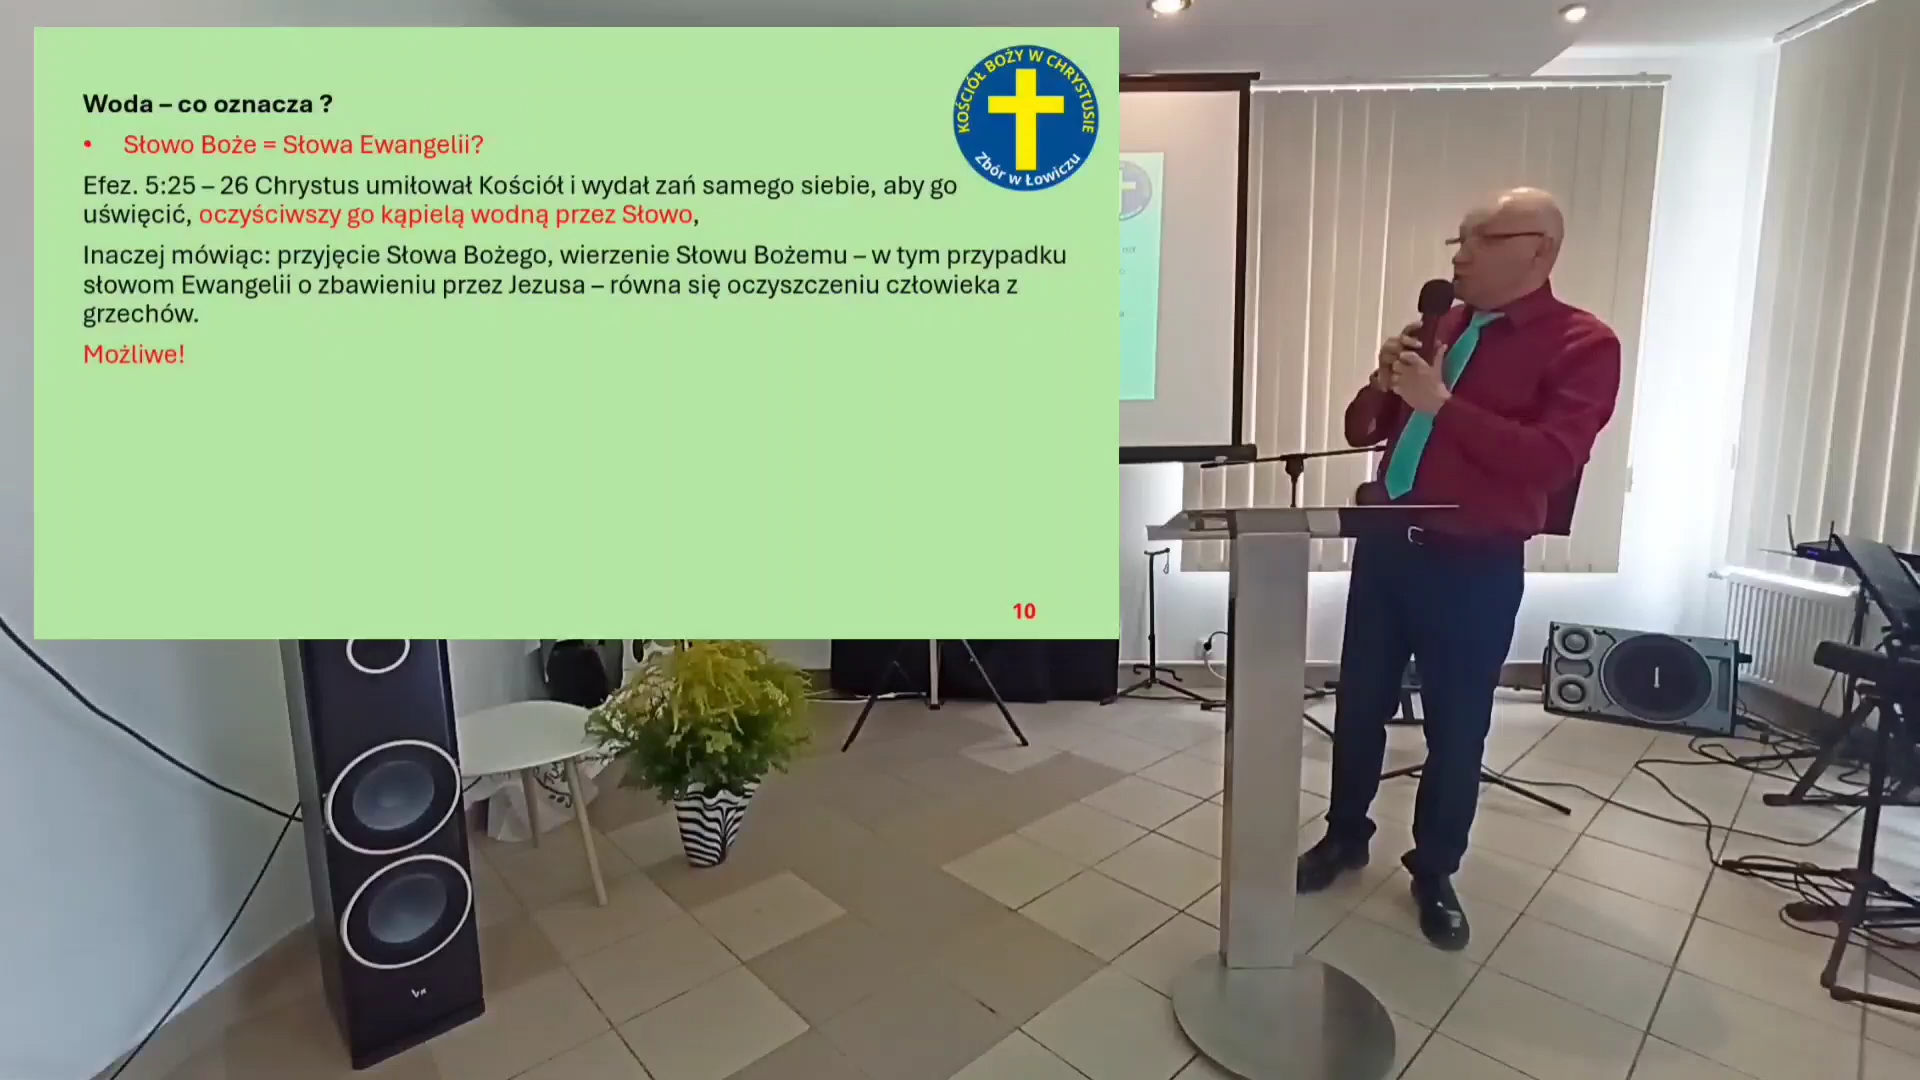 Woda – co oznacza ?
• Słowo Boże = Słowa Ewangelii?
Efez. 5:25 – 26 Chrystus umiłował Kościół i wydał zań samego siebie, aby go
uświęcić, oczyściwszy go kąpielą wodną przez Słowo,
Inaczej mówiąc: przyjęcie Słowa Bożego, wierzenie Słowu Bożemu – w tym przypadku
słowom Ewangelii o zbawieniu przez Jezusa – równa się oczyszczeniu człowieka z
grzechów.
Możliwe!
10
KOŚCIÓŁ BOŻY W CHRYSTUSIE
Zbór w Łowiczu